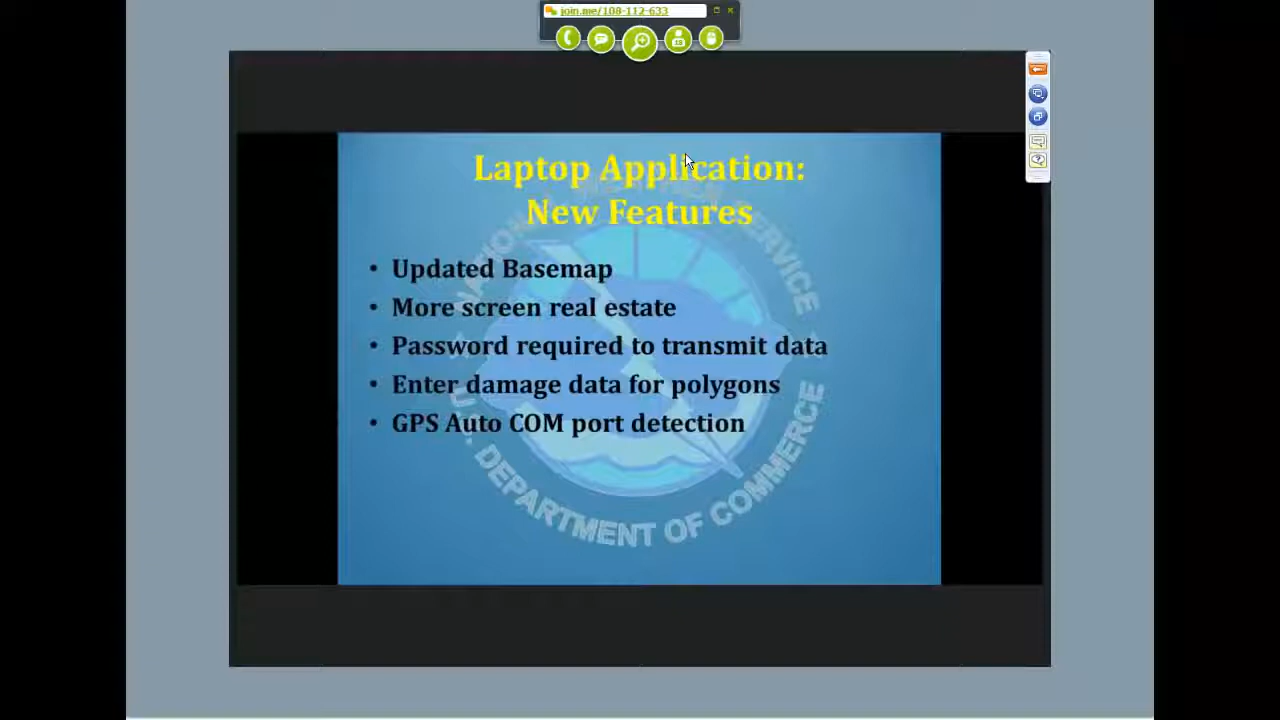 join.me/108-112-633
Laptop Application:
New Features
• Updated Basemap
• More screen real estate
• Password required to transmit data
• Enter damage data for polygons
• GPS Auto COM port detection
U.S. DEPARTMENT OF COMMERCE